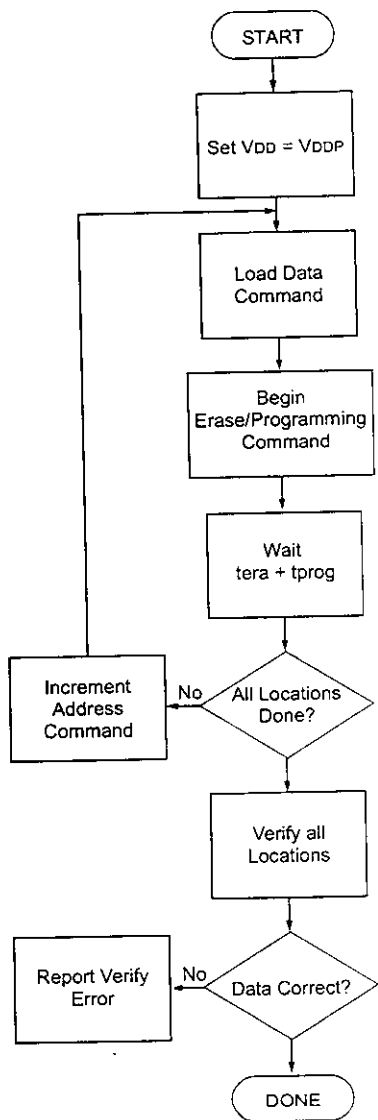 START
Set VDD = VDDP
Load Data
Command
Begin
Erase/Programming
Command
Wait
tera + tprog
All Locations
Done?
No
Increment
Address
Command
Verify all
Locations
Data Correct?
No
Report Verify
Error
DONE